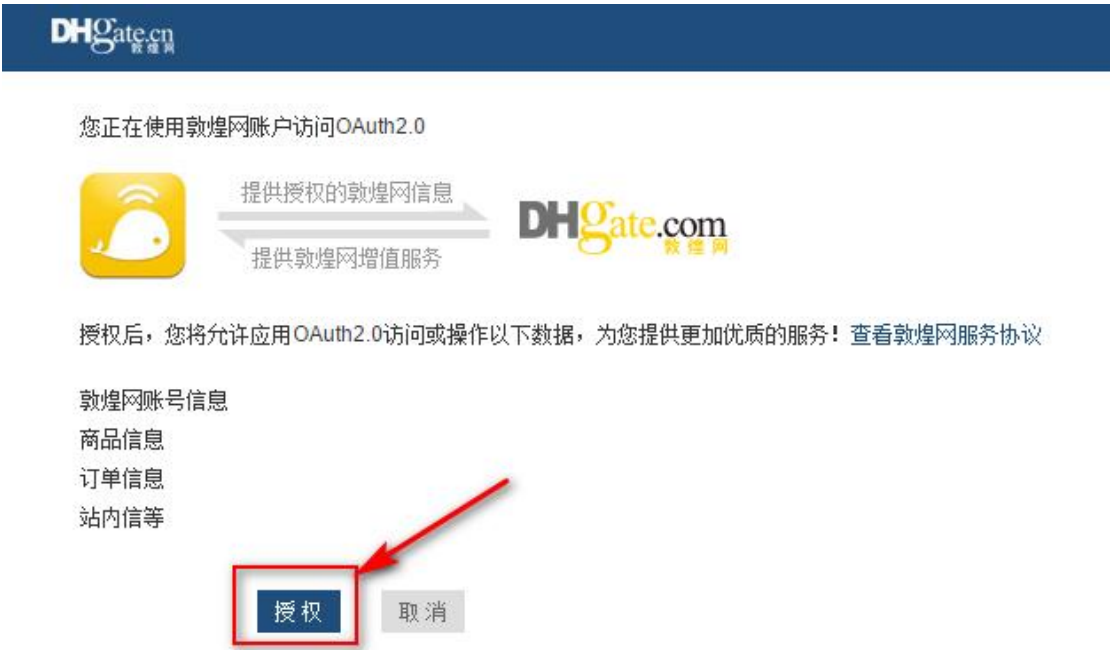 DHgate.cn
敦煌网
您正在使用敦煌网账户访问OAuth2.0
提供授权的敦煌网信息
DHgate.com
敦煌网
提供敦煌网增值服务
授权后，您将允许应用OAuth2.0访问或操作以下数据，为您提供更加优质的服务！查看敦煌网服务协议
敦煌网账号信息
商品信息
订单信息
站内信等
授权 取消